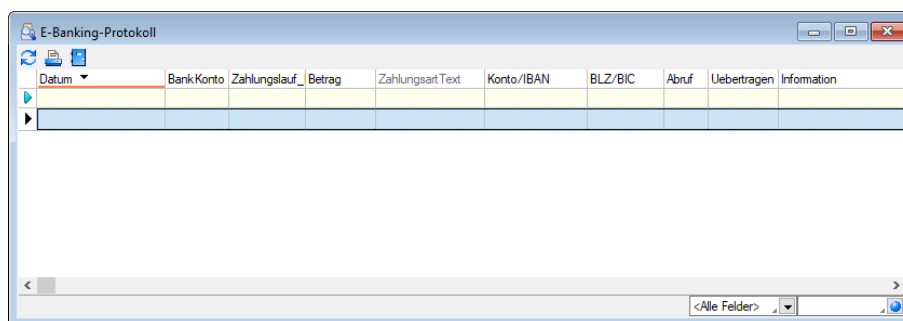 E-Banking-Protokoll
Datum BankKonto Zahlungslauf_ Betrag ZahlungsartText Konto/IBAN BLZ/BIC Abruf Uebertragen Information
<Alle Felder>